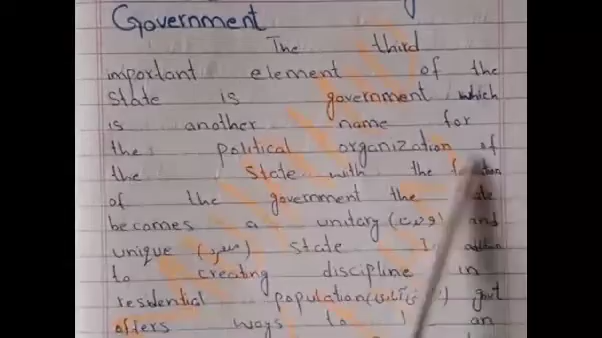 Government
The third
important element of the
State is government which
is another name for
the political organization of
the State with the
of the government the
becomes a unitary (وحدت) and
unique (منفرد) state
to creating discipline in
residential population govt
offers ways to an